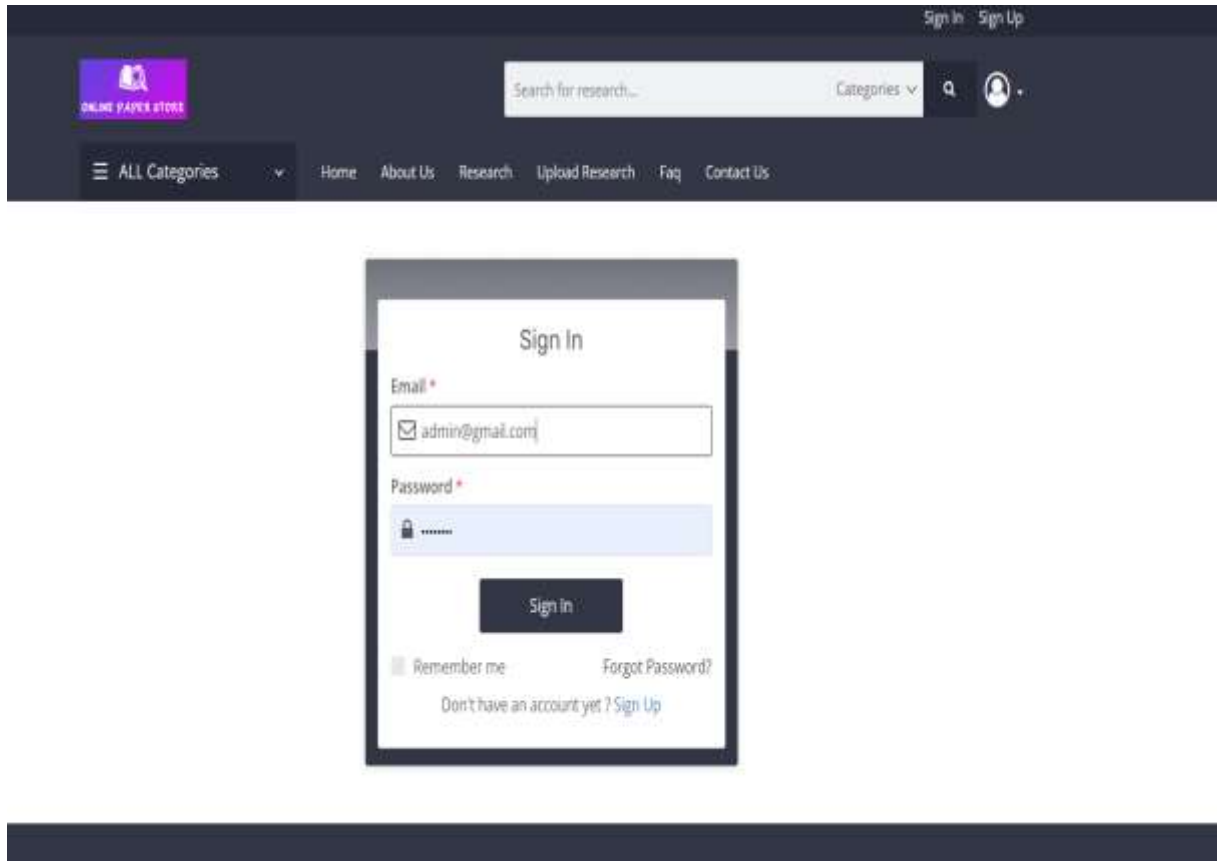 Sign In Sign Up
ONLINE PAPER STORE
Search for research... Categories
ALL Categories Home About Us Research Upload Research Faq Contact Us
Sign In
Email *
admin@gmail.com
Password *
••••••••
Sign In
Remember me Forgot Password?
Don't have an account yet ? Sign Up